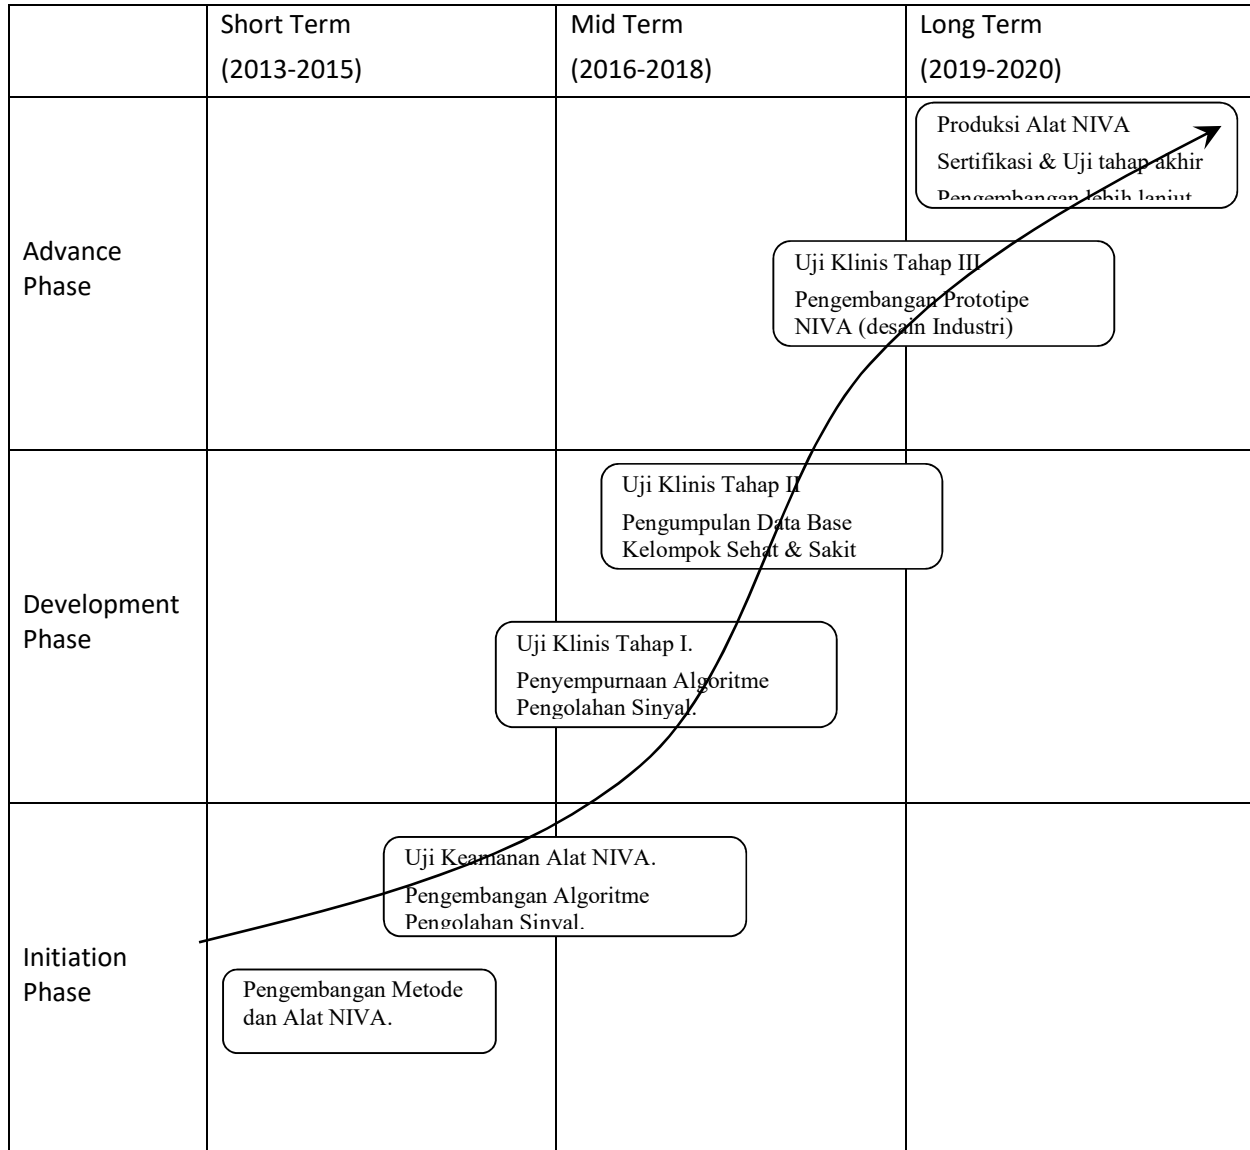 Short Term
(2013-2015)
Mid Term
(2016-2018)
Long Term
(2019-2020)
Advance
Phase
Produksi Alat NIVA
Sertifikasi & Uji tahap akhir
Pengembangan lebih lanjut
Uji Klinis Tahap III
Pengembangan Prototipe
NIVA (desain Industri)
Development
Phase
Uji Klinis Tahap II
Pengumpulan Data Base
Kelompok Sehat & Sakit
Uji Klinis Tahap I.
Penyempurnaan Algoritme
Pengolahan Sinyal.
Initiation
Phase
Uji Keamanan Alat NIVA.
Pengembangan Algoritme
Pengolahan Sinyal.
Pengembangan Metode
dan Alat NIVA.